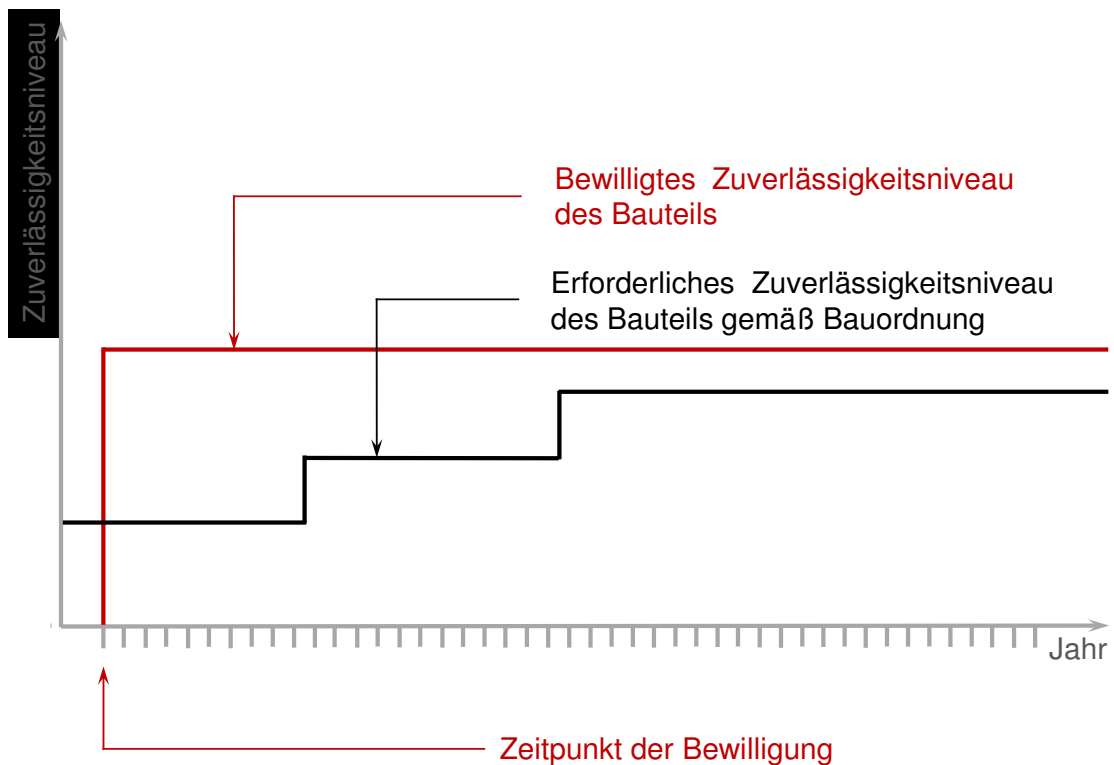 Zuverlässigkeitsniveau
Bewilligtes Zuverlässigkeitsniveau
des Bauteils
Erforderliches Zuverlässigkeitsniveau
des Bauteils gemäß Bauordnung
Jahr
Zeitpunkt der Bewilligung